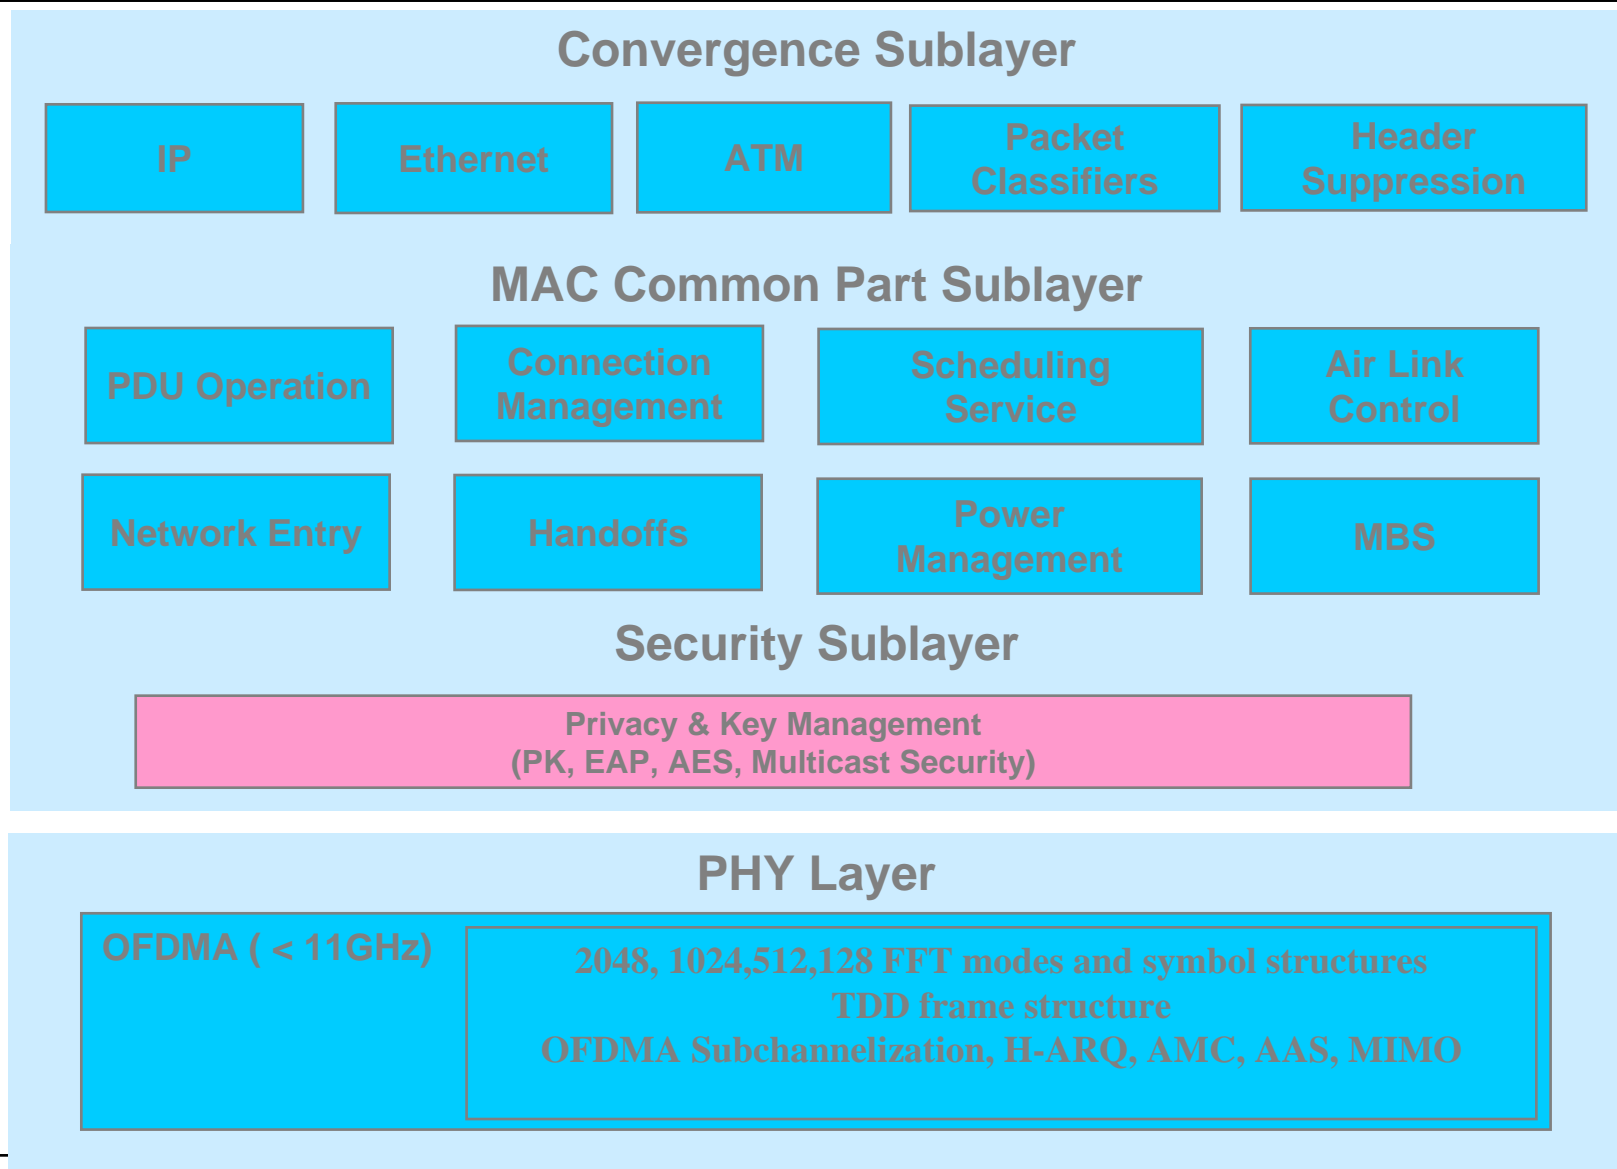 Convergence Sublayer
IP
Ethernet
ATM
Packet
Classifiers
Header
Suppression
MAC Common Part Sublayer
PDU Operation
Connection
Management
Scheduling
Service
Air Link
Control
Network Entry
Handoffs
Power
Management
MBS
Security Sublayer
Privacy & Key Management
(PK, EAP, AES, Multicast Security)
PHY Layer
OFDMA ( < 11GHz)
2048, 1024,512,128 FFT modes and symbol structures
TDD frame structure
OFDMA Subchannelization, H-ARQ, AMC, AAS, MIMO